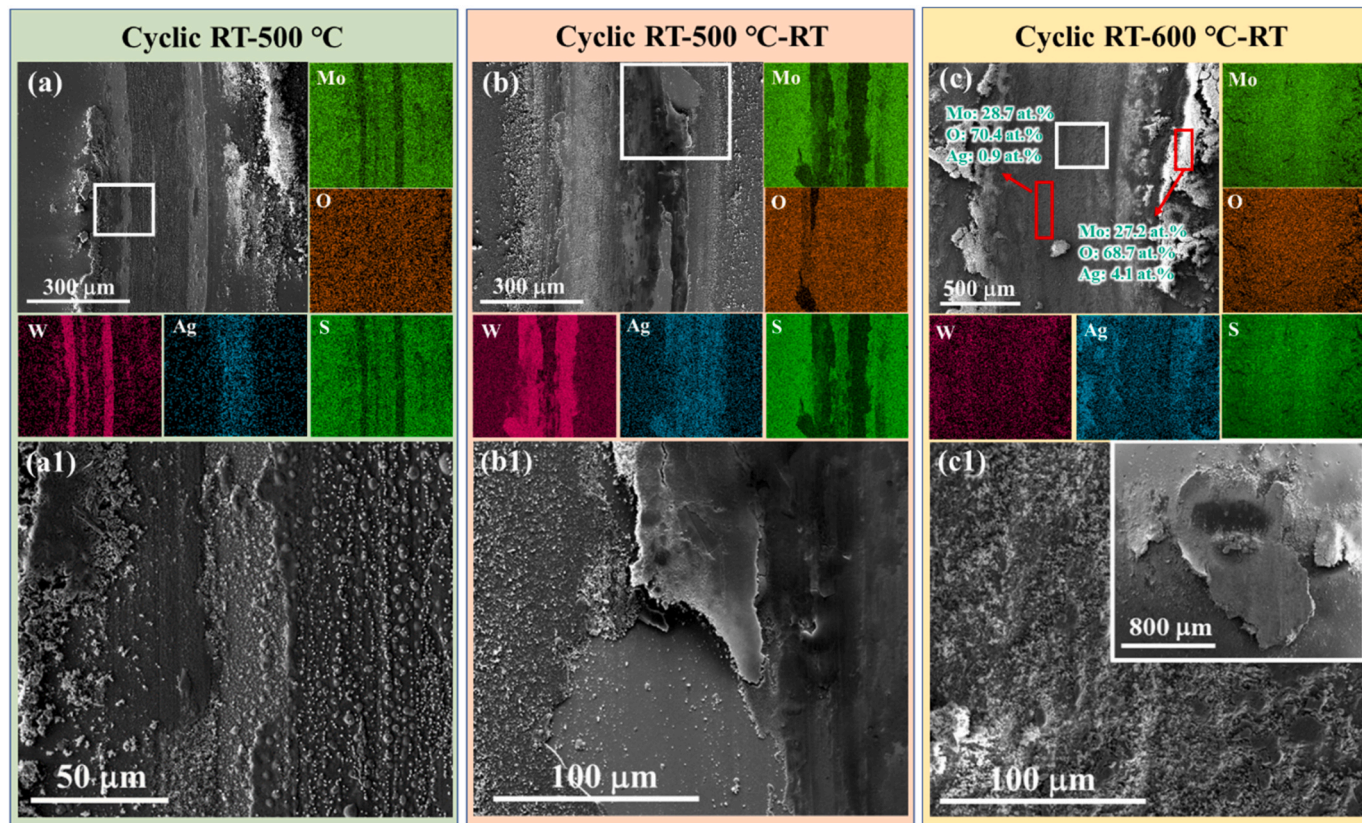 Cyclic RT-500 °C
(a)
Mo
O
300 μm
W
Ag
S
(a1)
50 μm
Cyclic RT-500 °C-RT
(b)
Mo
O
300 μm
W
Ag
S
(b1)
100 μm
Cyclic RT-600 °C-RT
(c)
Mo: 28.7 at.%
O: 70.4 at.%
Ag: 0.9 at.%
Mo: 27.2 at.%
O: 68.7 at.%
Ag: 4.1 at.%
Mo
O
500 μm
W
Ag
S
(c1)
800 μm
100 μm